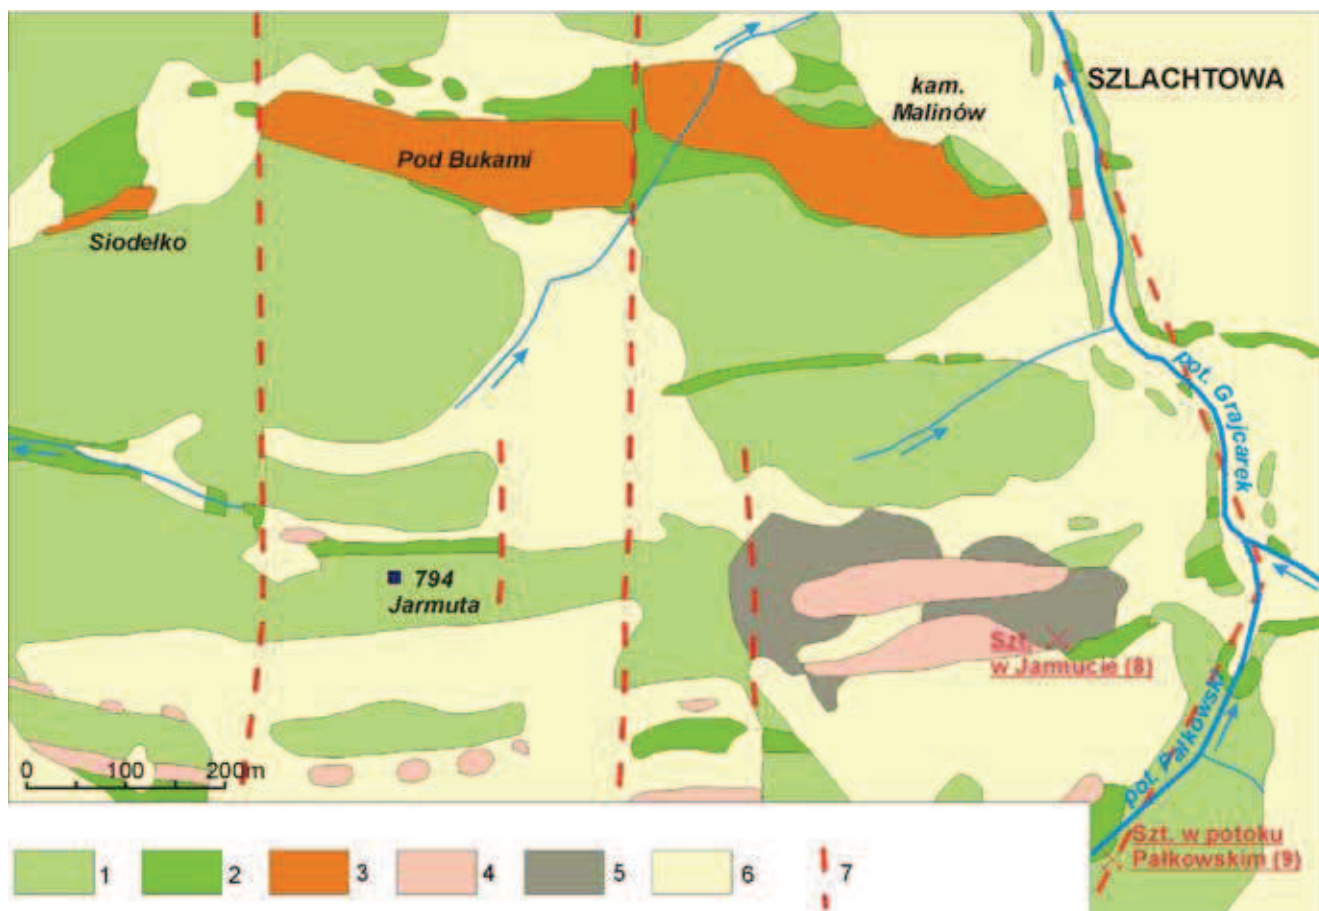 SZLACHTOWA
kam.
Malinów
Pod Bukami
Siodełko
pot. Grajcarek
794
Jarmuta
Szt.
w Jarmucie (8)
pot. Pałkowski
0 100 200m
Szt. w potoku
Pałkowskim (9)
1 2 3 4 5 6 7